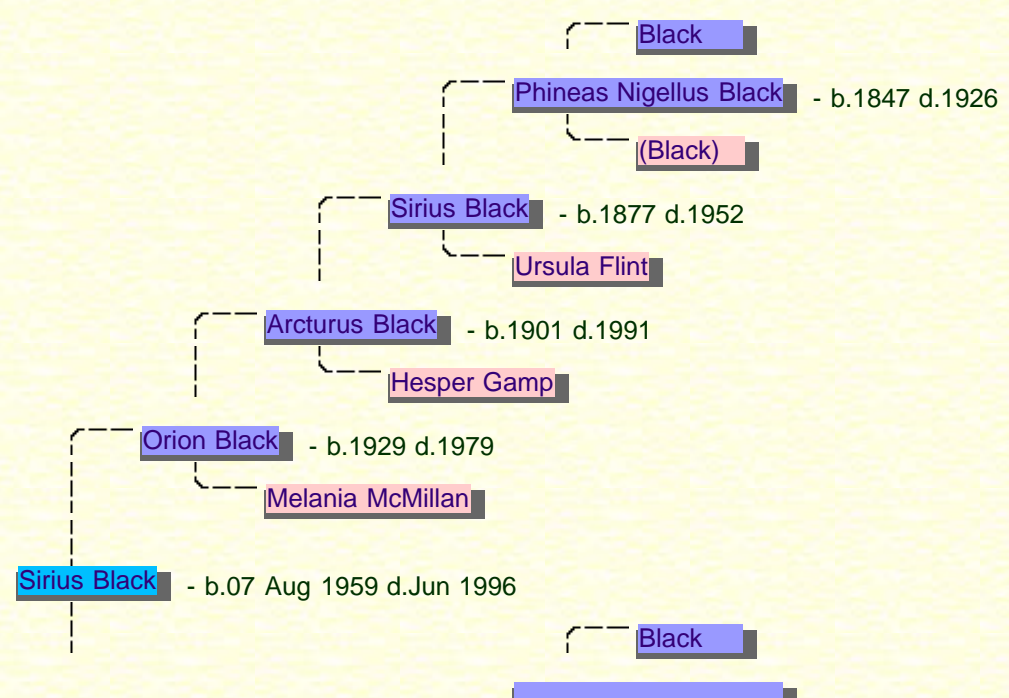 Black
Phineas Nigellus Black - b.1847 d.1926
(Black)
Sirius Black - b.1877 d.1952
Ursula Flint
Arcturus Black - b.1901 d.1991
Hesper Gamp
Orion Black - b.1929 d.1979
Melania McMillan
Sirius Black - b.07 Aug 1959 d.Jun 1996
Black